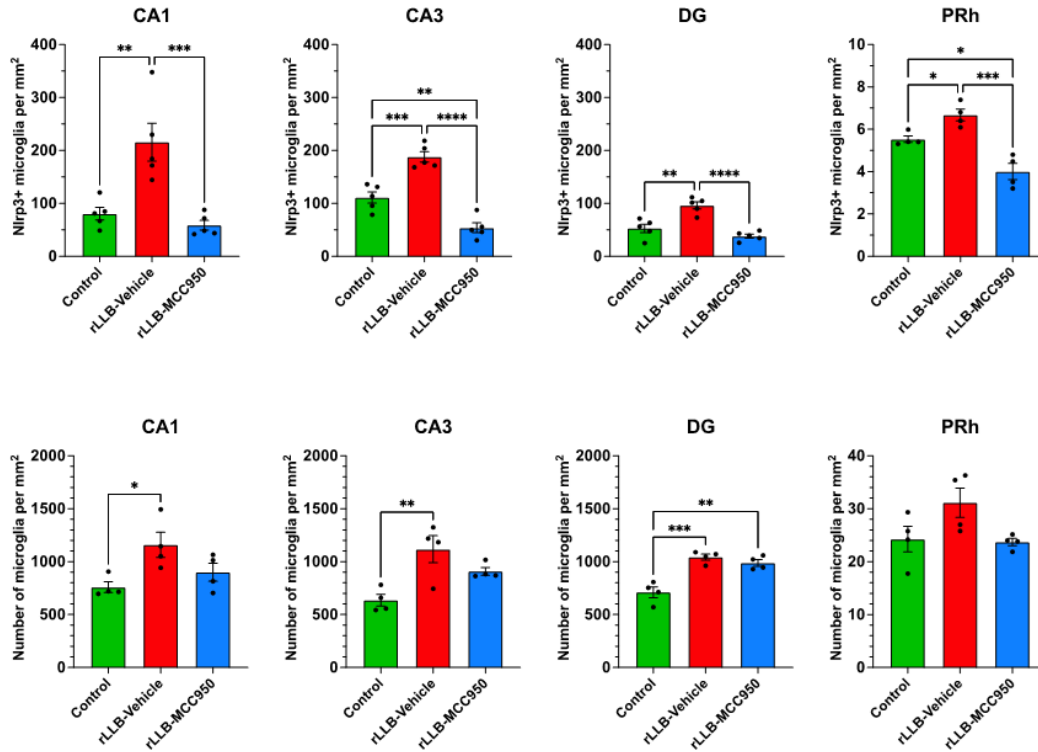 CA1
CA3
DG
PRh
Nlrp3+ microglia per mm²
400
300
200
100
0
** ***
Control
rLLB-Vehicle
rLLB-MCC950
Nlrp3+ microglia per mm²
400
300
200
100
0
**
*** ****
Control
rLLB-Vehicle
rLLB-MCC950
Nlrp3+ microglia per mm²
400
300
200
100
0
** ****
Control
rLLB-Vehicle
rLLB-MCC950
Nlrp3+ microglia per mm²
10
8
6
4
2
0
*
* ***
Control
rLLB-Vehicle
rLLB-MCC950
CA1
CA3
DG
PRh
Number of microglia per mm²
2000
1500
1000
500
0
*
Control
rLLB-Vehicle
rLLB-MCC950
Number of microglia per mm²
2000
1500
1000
500
0
**
Control
rLLB-Vehicle
rLLB-MCC950
Number of microglia per mm²
2000
1500
1000
500
0
**
***
Control
rLLB-Vehicle
rLLB-MCC950
Number of microglia per mm²
40
30
20
10
0
Control
rLLB-Vehicle
rLLB-MCC950